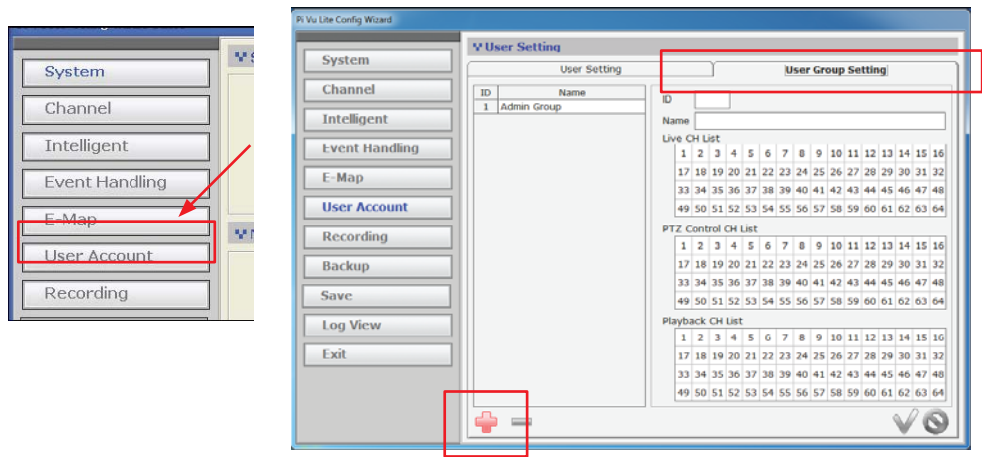 System
Channel
Intelligent
Event Handling
E-Map
User Account
Recording
Pi Vu Lite Config Wizard
System
Channel
Intelligent
Event Handling
E-Map
User Account
Recording
Backup
Save
Log View
Exit
User Setting
User Setting User Group Setting
ID Name
1 Admin Group
ID
Name
Live CH List
1 2 3 4 5 6 7 8 9 10 11 12 13 14 15 16
17 18 19 20 21 22 23 24 25 26 27 28 29 30 31 32
33 34 35 36 37 38 39 40 41 42 43 44 45 46 47 48
49 50 51 52 53 54 55 56 57 58 59 60 61 62 63 64
PTZ Control CH List
1 2 3 4 5 6 7 8 9 10 11 12 13 14 15 16
17 18 19 20 21 22 23 24 25 26 27 28 29 30 31 32
33 34 35 36 37 38 39 40 41 42 43 44 45 46 47 48
49 50 51 52 53 54 55 56 57 58 59 60 61 62 63 64
Playback CH List
1 2 3 4 5 6 7 8 9 10 11 12 13 14 15 16
17 18 19 20 21 22 23 24 25 26 27 28 29 30 31 32
33 34 35 36 37 38 39 40 41 42 43 44 45 46 47 48
49 50 51 52 53 54 55 56 57 58 59 60 61 62 63 64